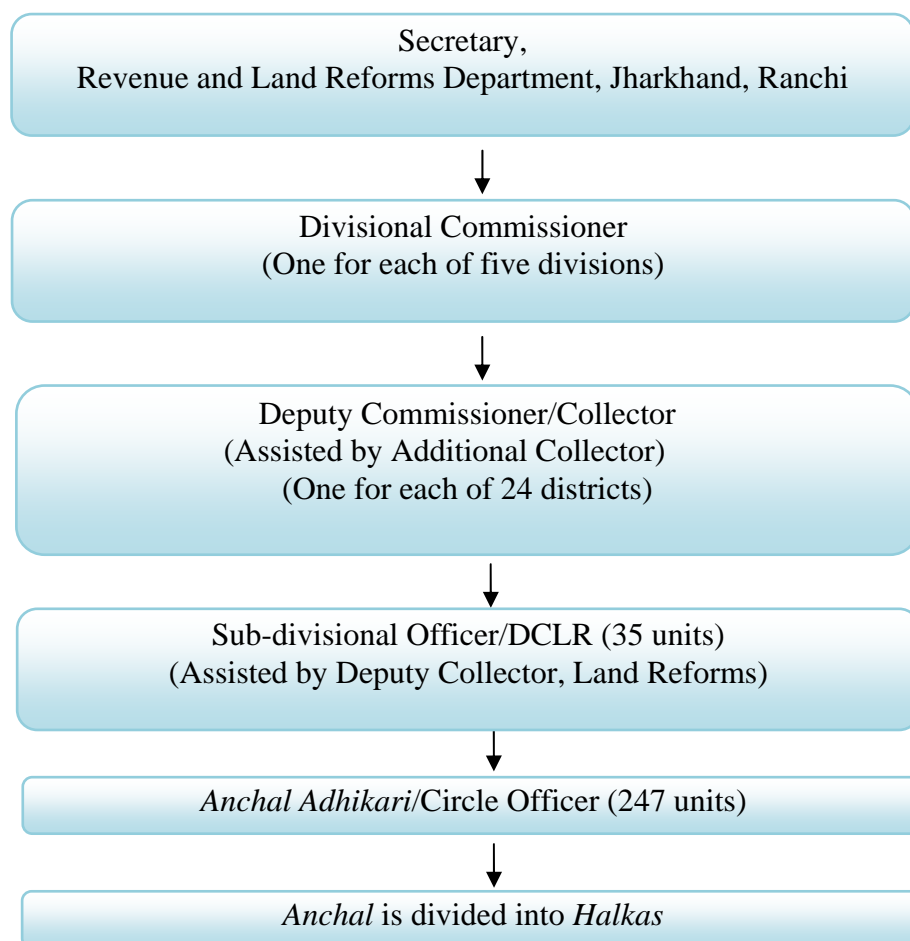 Secretary,
Revenue and Land Reforms Department, Jharkhand, Ranchi
Divisional Commissioner
(One for each of five divisions)
Deputy Commissioner/Collector
(Assisted by Additional Collector)
(One for each of 24 districts)
Sub-divisional Officer/DCLR (35 units)
(Assisted by Deputy Collector, Land Reforms)
Anchal Adhikari/Circle Officer (247 units)
Anchal is divided into Halkas